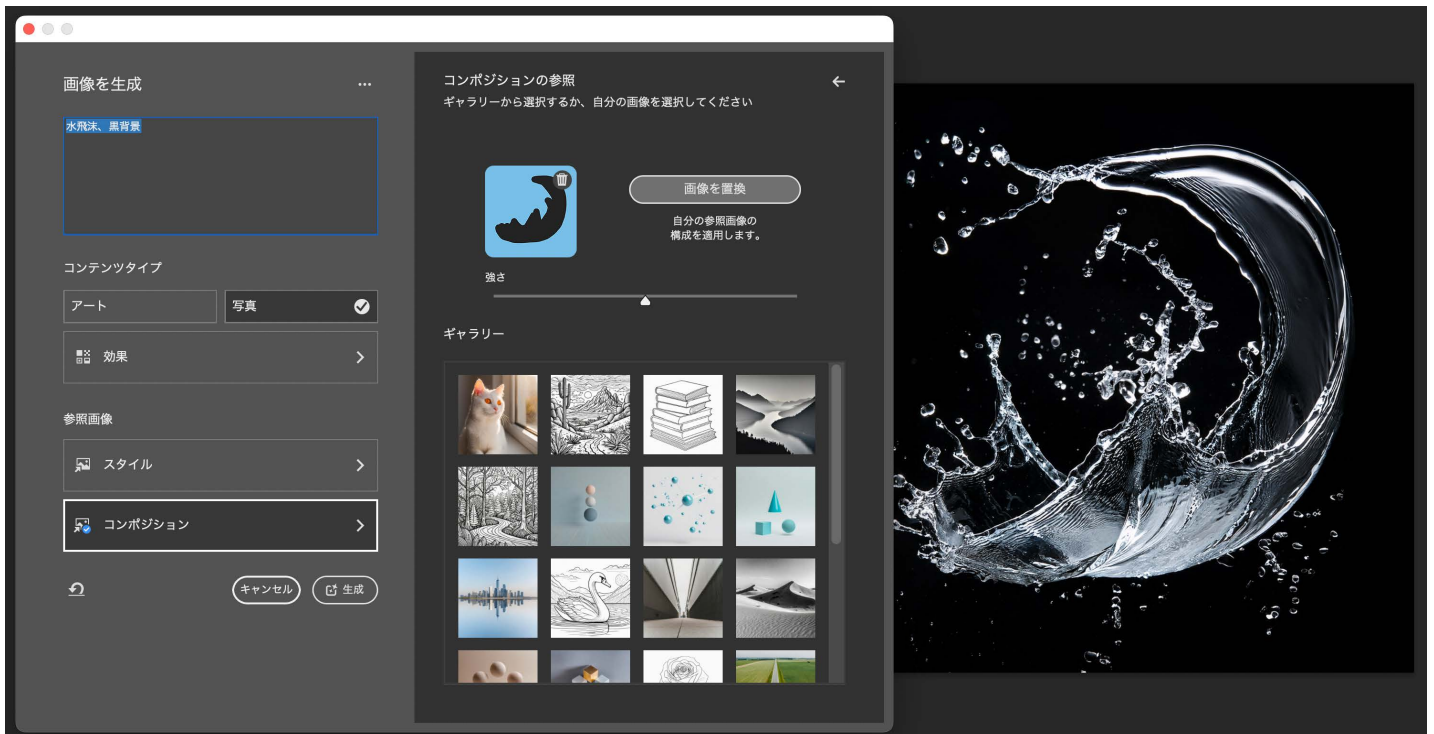 画像を生成
...
水飛沫、黒背景
コンテンツタイプ
アート
写真
効果
参照画像
スタイル
コンポジション
キャンセル
生成
コンポジションの参照
ギャラリーから選択するか、自分の画像を選択してください
画像を置換
自分の参照画像の
構成を適用します。
強さ
ギャラリー